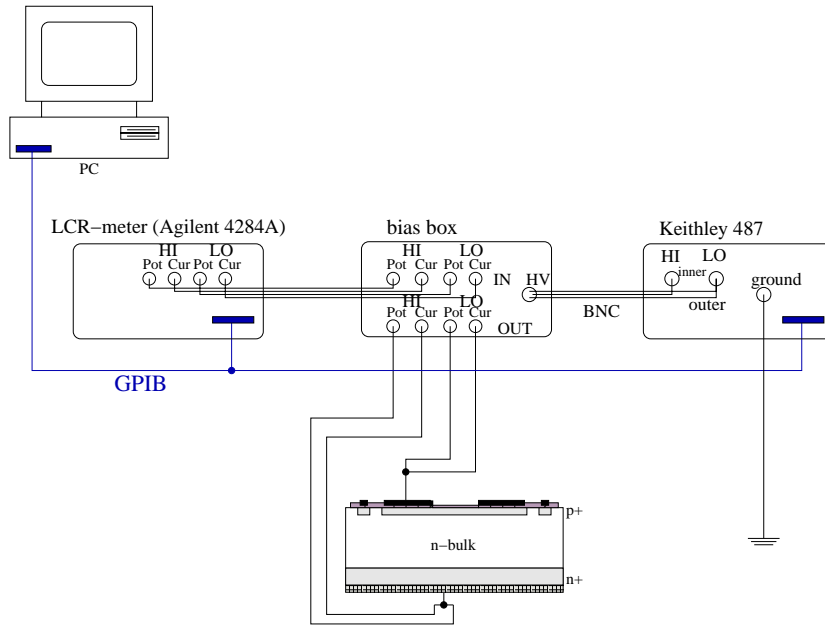 PC
LCR−meter (Agilent 4284A)
HI LO
Pot Cur Pot Cur
bias box
HI LO
Pot Cur Pot Cur
IN
HV
HI LO
Pot Cur Pot Cur
OUT
BNC
Keithley 487
HI LO
inner
outer
ground
GPIB
p+
n−bulk
n+